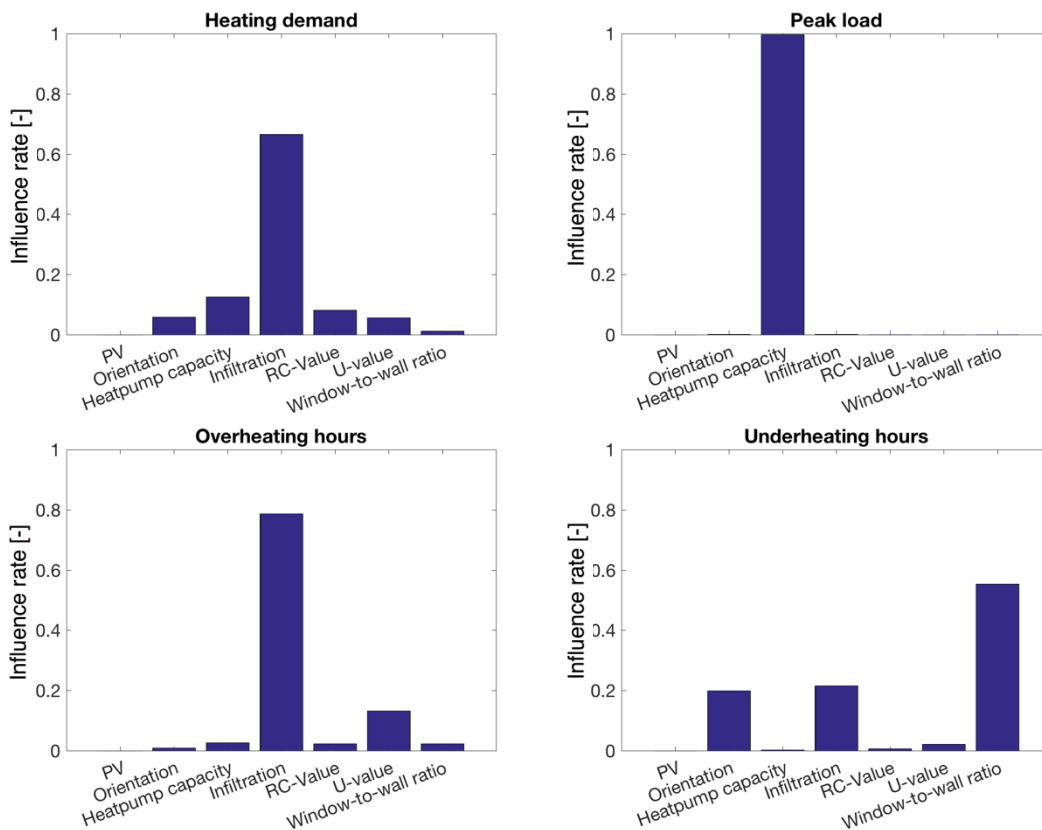 Heating demand
Influence rate [-]
1
0.8
0.6
0.4
0.2
0
PV
Orientation
Heatpump capacity
Infiltration
RC-Value
U-value
Window-to-wall ratio
Peak load
Influence rate [-]
1
0.8
0.6
0.4
0.2
0
PV
Orientation
Heatpump capacity
Infiltration
RC-Value
U-value
Window-to-wall ratio
Overheating hours
Influence rate [-]
1
0.8
0.6
0.4
0.2
0
PV
Orientation
Heatpump capacity
Infiltration
RC-Value
U-value
Window-to-wall ratio
Underheating hours
Influence rate [-]
1
0.8
0.6
0.4
0.2
0
PV
Orientation
Heatpump capacity
Infiltration
RC-Value
U-value
Window-to-wall ratio